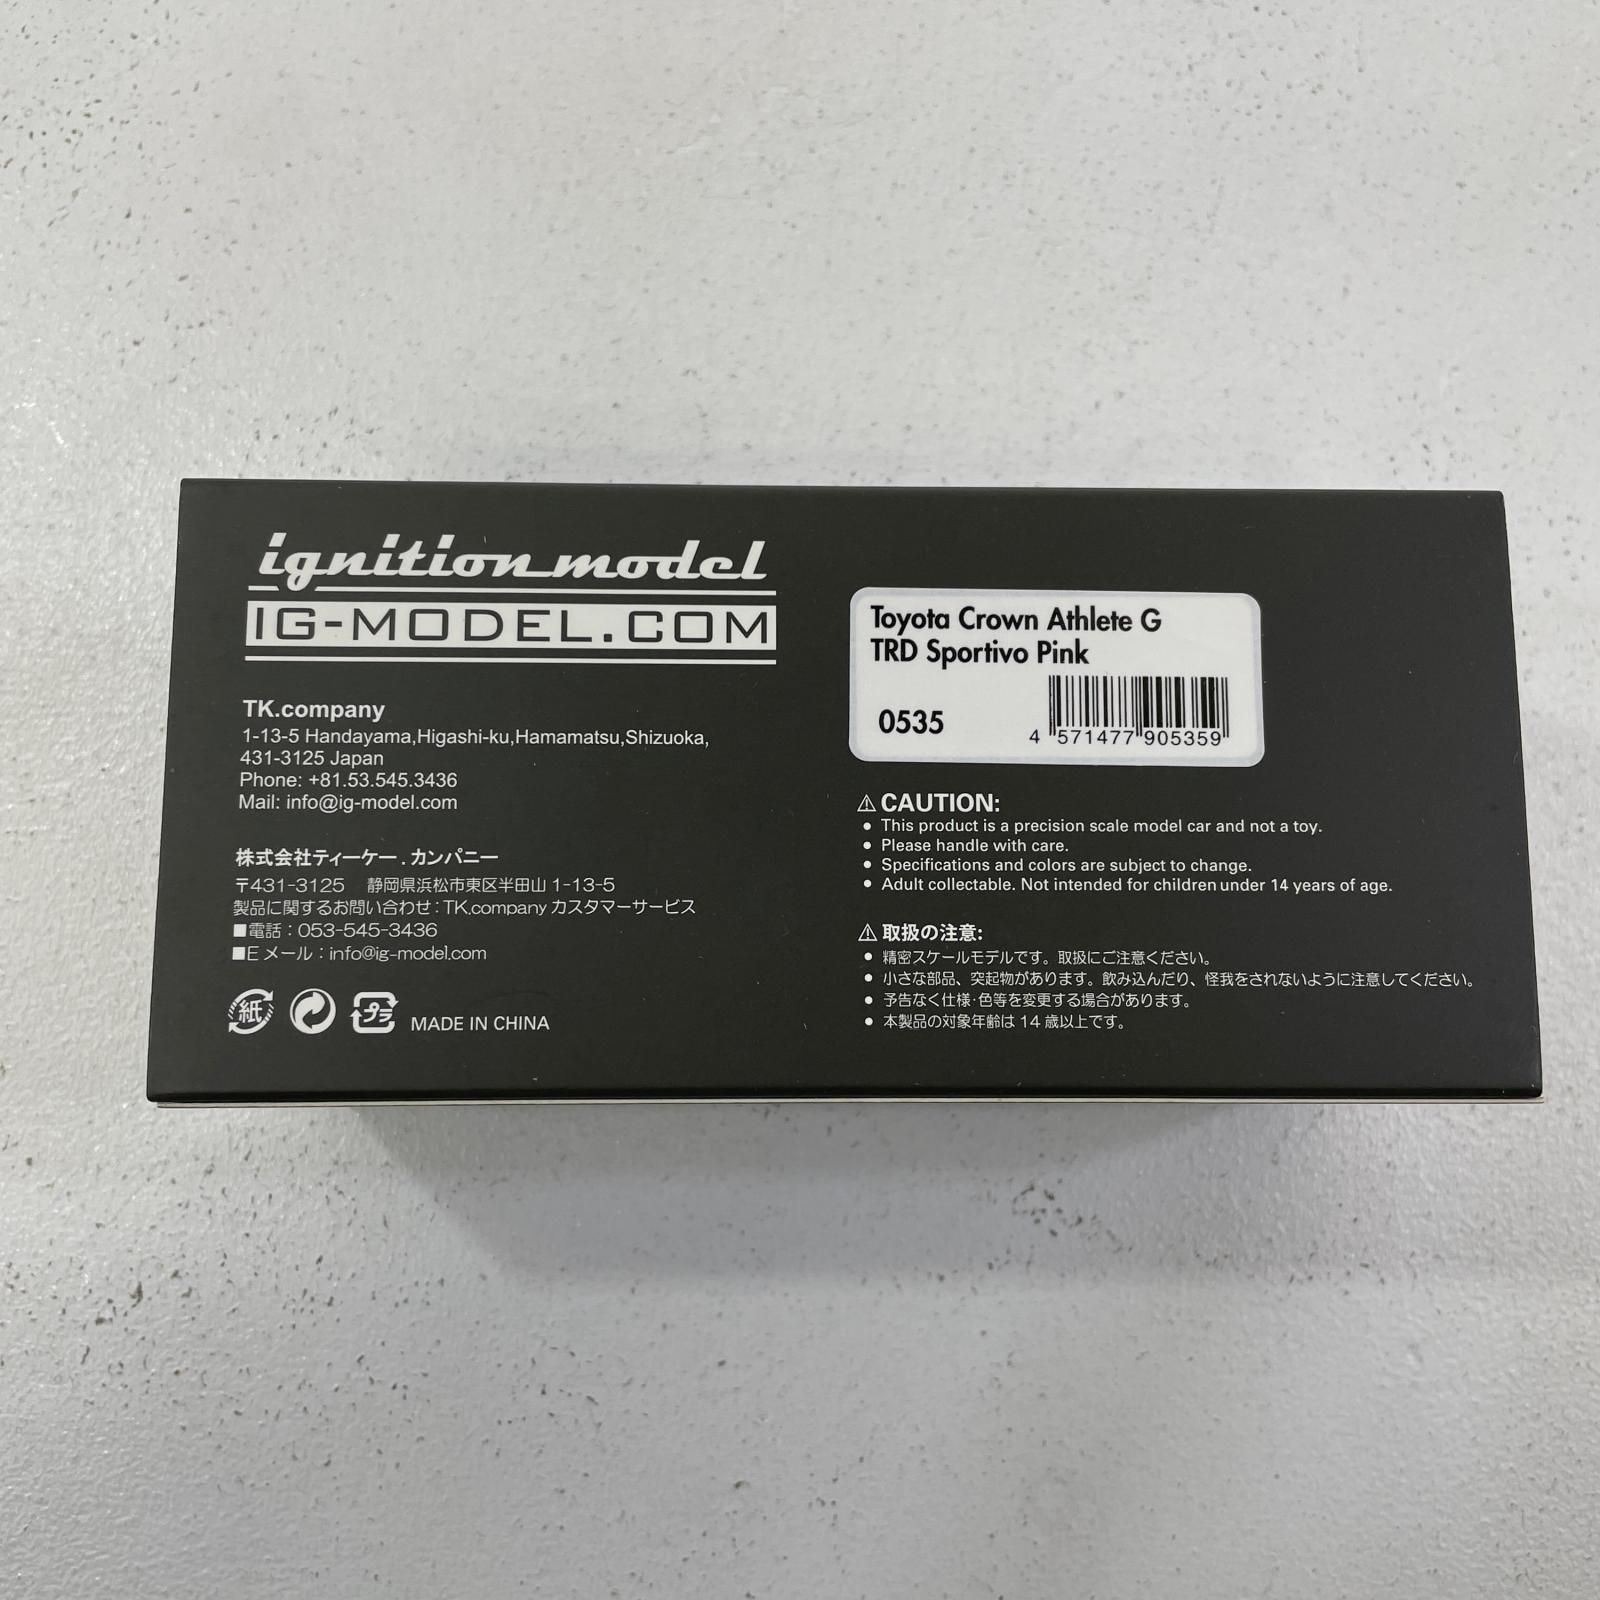 ignition model
IG-MODEL.COM
TK.company
1-13-5 Handayama,Higashi-ku,Hamamatsu,Shizuoka,
431-3125 Japan
Phone: +81.53.545.3436
Mail: info@ig-model.com
株式会社ティーケー.カンパニー
〒431-3125 静岡県浜松市東区半田山1-13-5
製品に関するお問い合わせ:TK.company カスタマーサービス
■電話:053-545-3436
■Eメール:info@ig-model.com
紙
プラ
MADE IN CHINA
Toyota Crown Athlete G
TRD Sportivo Pink
0535
4 571477 905359
⚠ CAUTION:
● This product is a precision scale model car and not a toy.
● Please handle with care.
● Specifications and colors are subject to change.
● Adult collectable. Not intended for children under 14 years of age.
⚠ 取扱の注意:
● 精密スケールモデルです。取扱にご注意ください。
● 小さな部品、突起物があります。飲み込んだり、怪我をされないように注意してください。
● 予告なく仕様・色等を変更する場合があります。
● 本製品の対象年齢は14歳以上です。